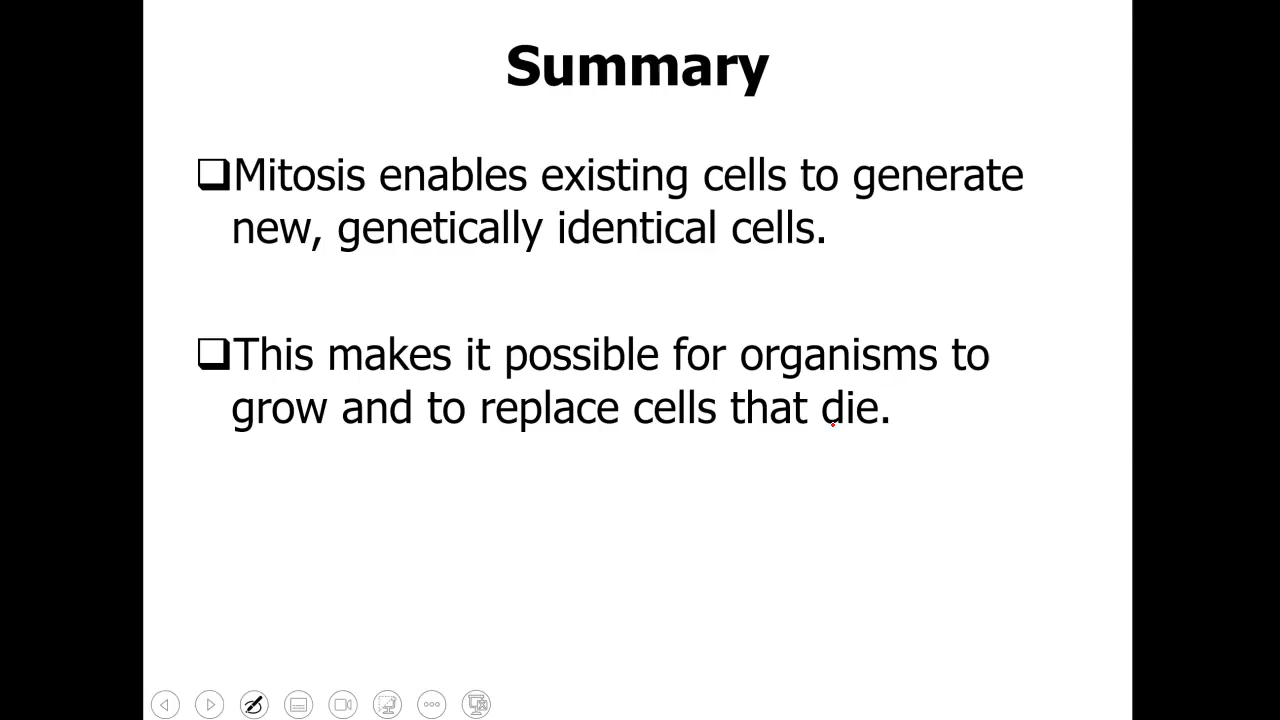 Summary
❑Mitosis enables existing cells to generate
new, genetically identical cells.
❑This makes it possible for organisms to
grow and to replace cells that die.